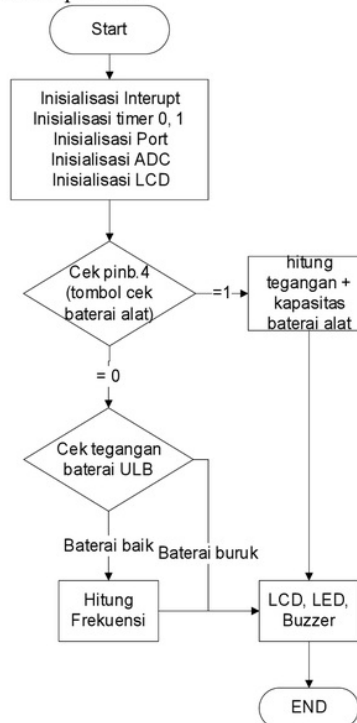 Start
Inisialisasi Interupt
Inisialisasi timer 0, 1
Inisialisasi Port
Inisialisasi ADC
Inisialisasi LCD
Cek pinb.4
(tombol cek
baterai alat)
=1
hitung
tegangan +
kapasitas
baterai alat
= 0
Cek tegangan
baterai ULB
Baterai baik
Baterai buruk
Hitung
Frekuensi
LCD, LED,
Buzzer
END